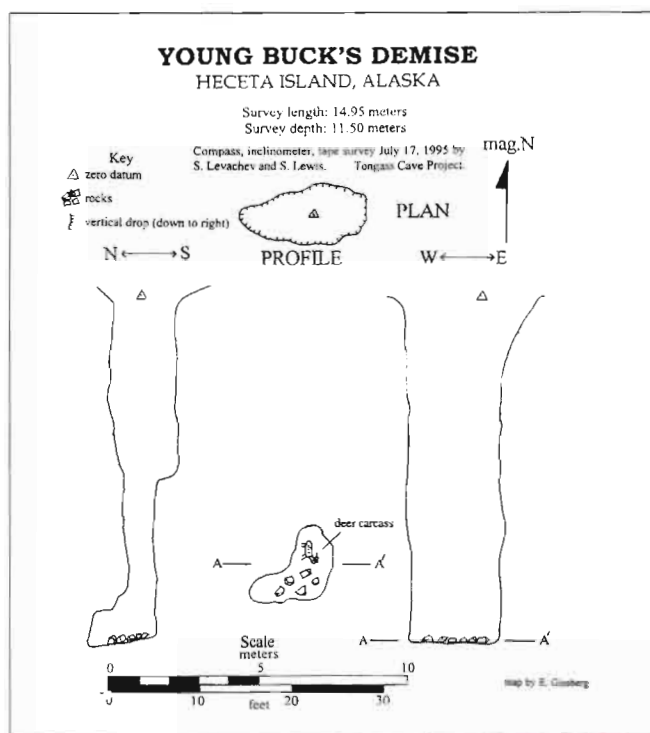 YOUNG BUCK'S DEMISE
HECETA ISLAND, ALASKA
Survey length: 14.95 meters
Survey depth: 11.50 meters
Compass, inclinometer, tape survey July 17, 1995 by
S. Levachev and S. Lewis. Tongass Cave Project.
mag.N
Key
zero datum
rocks
vertical drop (down to right)
PLAN
PROFILE
N S
W E
deer carcass
A A'
A A'
Scale
meters
0 5 10
10 20 30
feet
map by E.